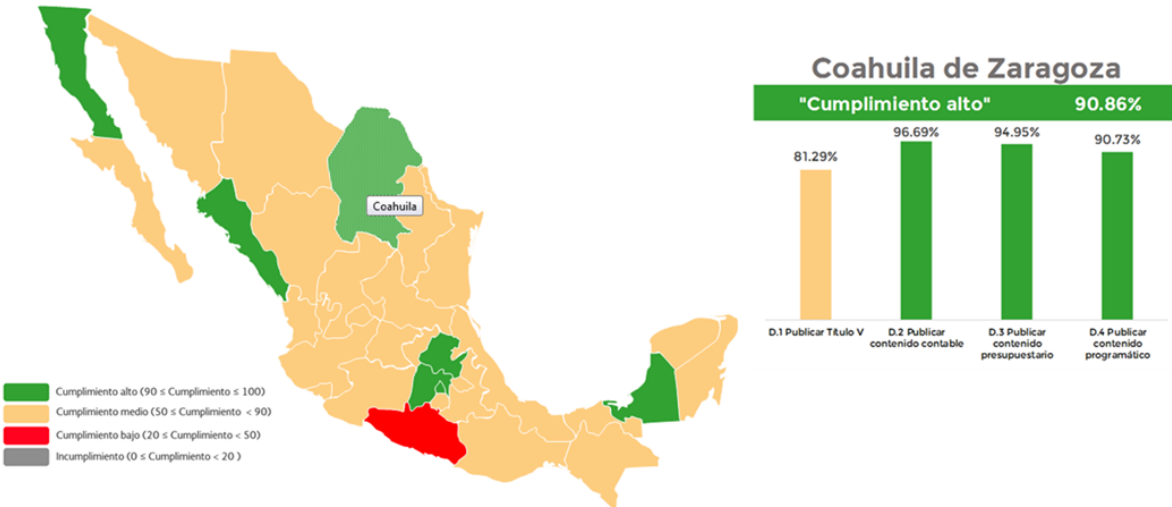 Coahuila de Zaragoza
"Cumplimiento alto" 90.86%
81.29%
96.69%
94.95%
90.73%
D.1 Publicar Título V
D.2 Publicar
contenido contable
D.3 Publicar
contenido
presupuestario
D.4 Publicar
contenido
programático
Coahuila
Cumplimiento alto (90 ≤ Cumplimiento ≤ 100)
Cumplimiento medio (50 ≤ Cumplimiento < 90)
Cumplimiento bajo (20 ≤ Cumplimiento < 50)
Incumplimiento (0 ≤ Cumplimiento < 20 )